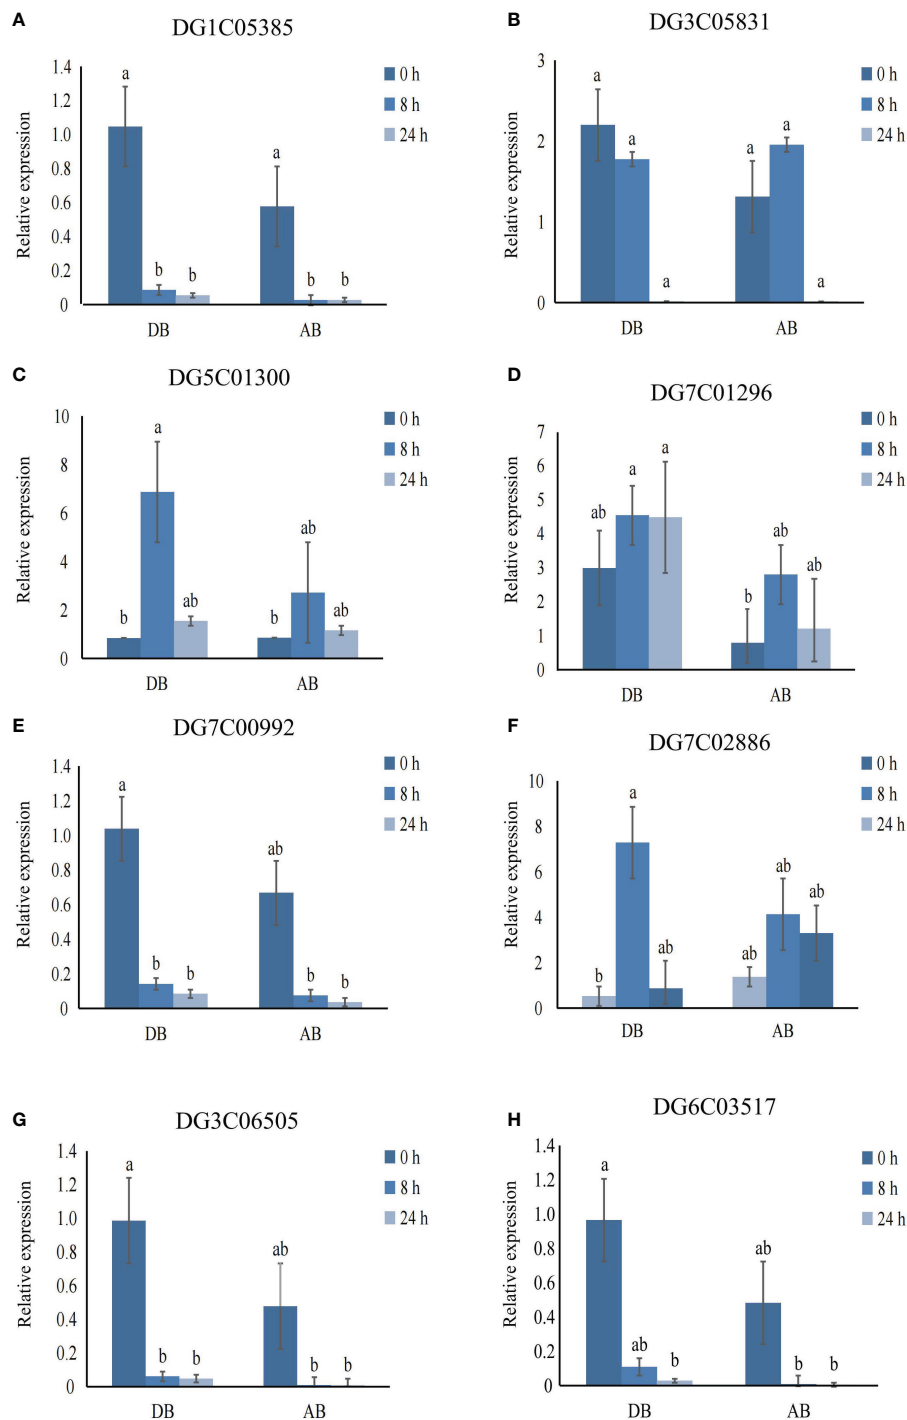 A
DG1C05385
Relative expression
1.4
1.2
1.0
0.8
0.6
0.4
0.2
0
a
b
b
a
b
b
DB
AB
0 h
8 h
24 h
B
DG3C05831
Relative expression
3
2
1
0
a
a
a
a
a
a
DB
AB
0 h
8 h
24 h
C
DG5C01300
Relative expression
10
8
6
4
2
0
b
a
ab
b
ab
ab
DB
AB
0 h
8 h
24 h
D
DG7C01296
Relative expression
7
6
5
4
3
2
1
0
ab
a
a
b
ab
ab
DB
AB
0 h
8 h
24 h
E
DG7C00992
Relative expression
1.4
1.2
1.0
0.8
0.6
0.4
0.2
0
a
b
b
ab
b
b
DB
AB
0 h
8 h
24 h
F
DG7C02886
Relative expression
10
8
6
4
2
0
b
a
ab
ab
ab
ab
DB
AB
0 h
8 h
24 h
G
DG3C06505
Relative expression
1.4
1.2
1.0
0.8
0.6
0.4
0.2
0
a
b
b
ab
b
b
DB
AB
0 h
8 h
24 h
H
DG6C03517
Relative expression
1.4
1.2
1.0
0.8
0.6
0.4
0.2
0
a
ab
b
ab
b
b
DB
AB
0 h
8 h
24 h